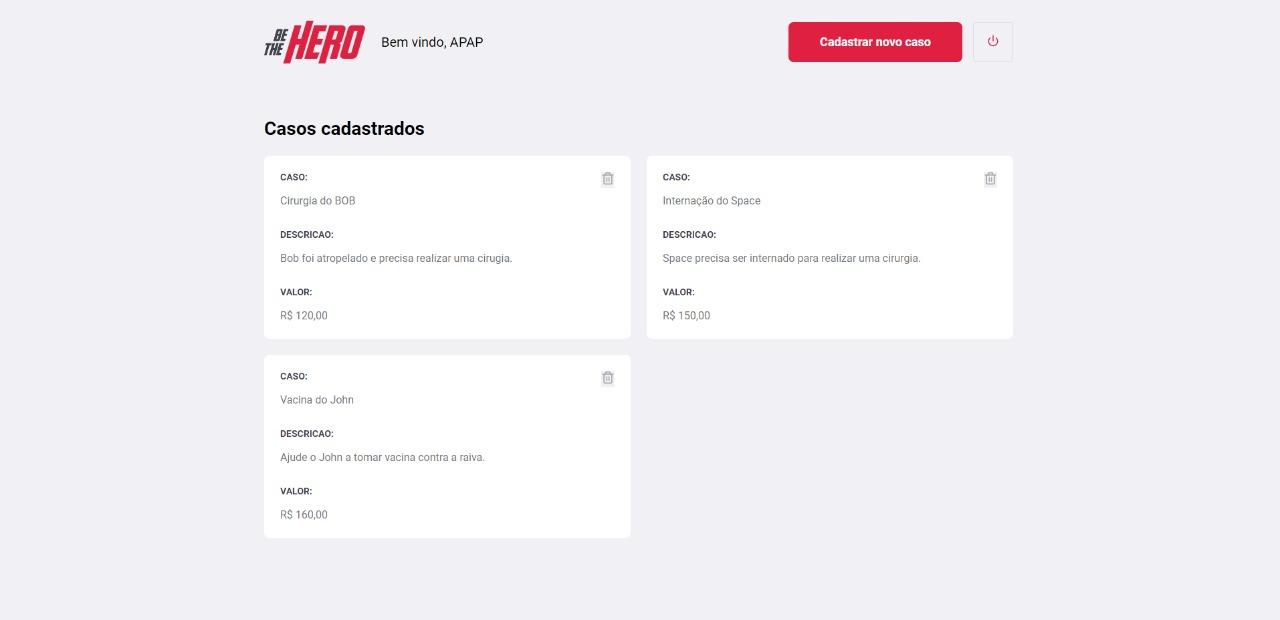 BE THE HERO
Bem vindo, APAP
Cadastrar novo caso
Casos cadastrados
CASO:
Cirurgia do BOB
DESCRICAO:
Bob foi atropelado e precisa realizar uma cirugia.
VALOR:
R$ 120,00
CASO:
Internação do Space
DESCRICAO:
Space precisa ser internado para realizar uma cirurgia.
VALOR:
R$ 150,00
CASO:
Vacina do John
DESCRICAO:
Ajude o John a tomar vacina contra a raiva.
VALOR:
R$ 160,00